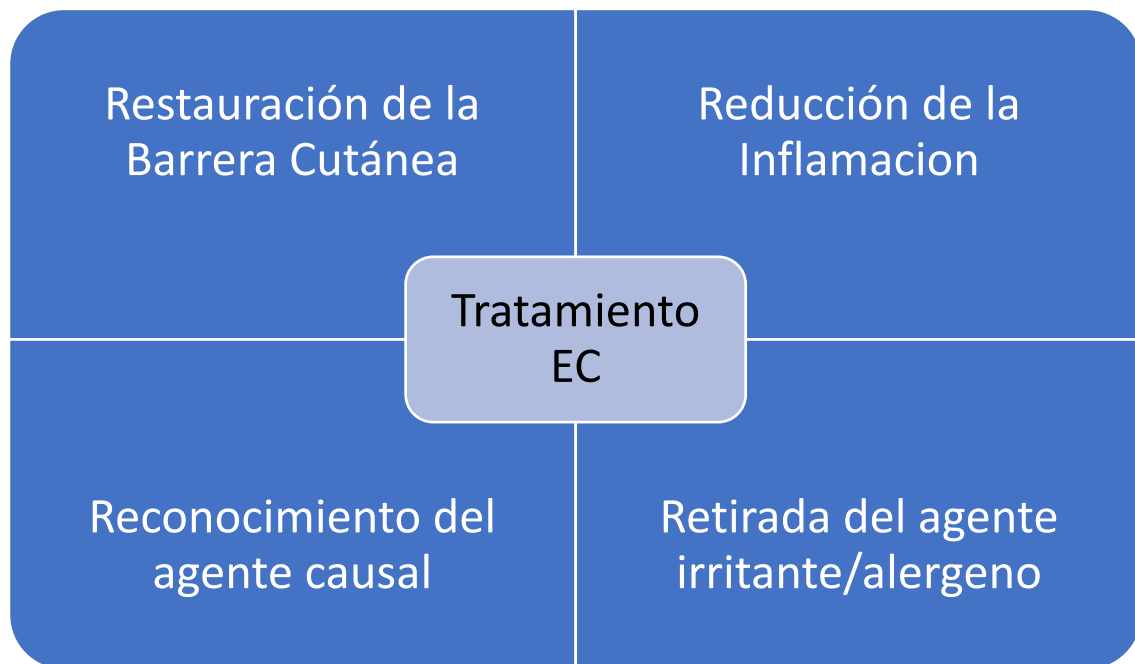 Restauración de la
Barrera Cutánea
Reducción de la
Inflamacion
Tratamiento
EC
Reconocimiento del
agente causal
Retirada del agente
irritante/alergeno